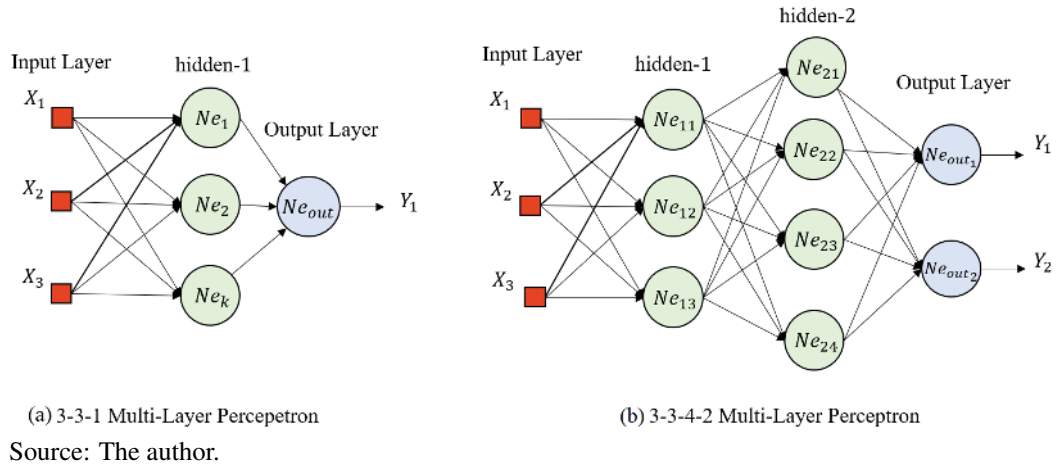 Input Layer
hidden-1
X₁
X₂
X₃
Ne₁
Ne₂
Neₖ
Output Layer
Neₒᵤₜ
Y₁
(a) 3-3-1 Multi-Layer Percepetron
Input Layer
hidden-1
hidden-2
X₁
X₂
X₃
Ne₁₁
Ne₁₂
Ne₁₃
Ne₂₁
Ne₂₂
Ne₂₃
Ne₂₄
Output Layer
Neₒᵤₜ₁
Neₒᵤₜ₂
Y₁
Y₂
(b) 3-3-4-2 Multi-Layer Perceptron
Source: The author.